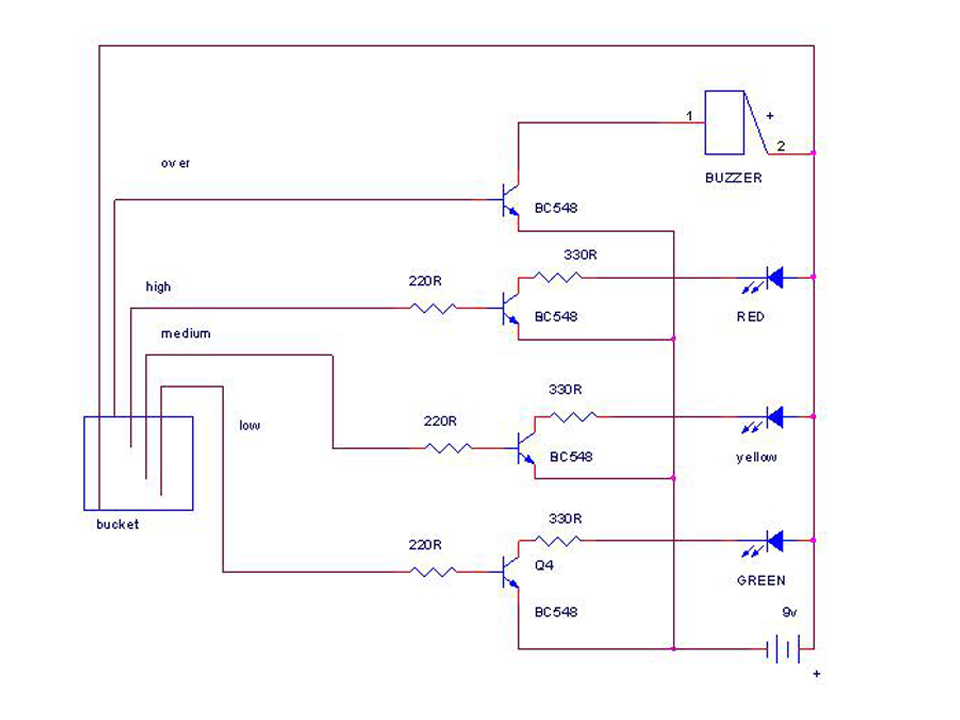 1
+
2
over
BUZZER
BC548
330R
220R
high
BC548
RED
medium
330R
220R
low
BC548
yellow
bucket
330R
220R
Q4
GREEN
BC548
9v
+